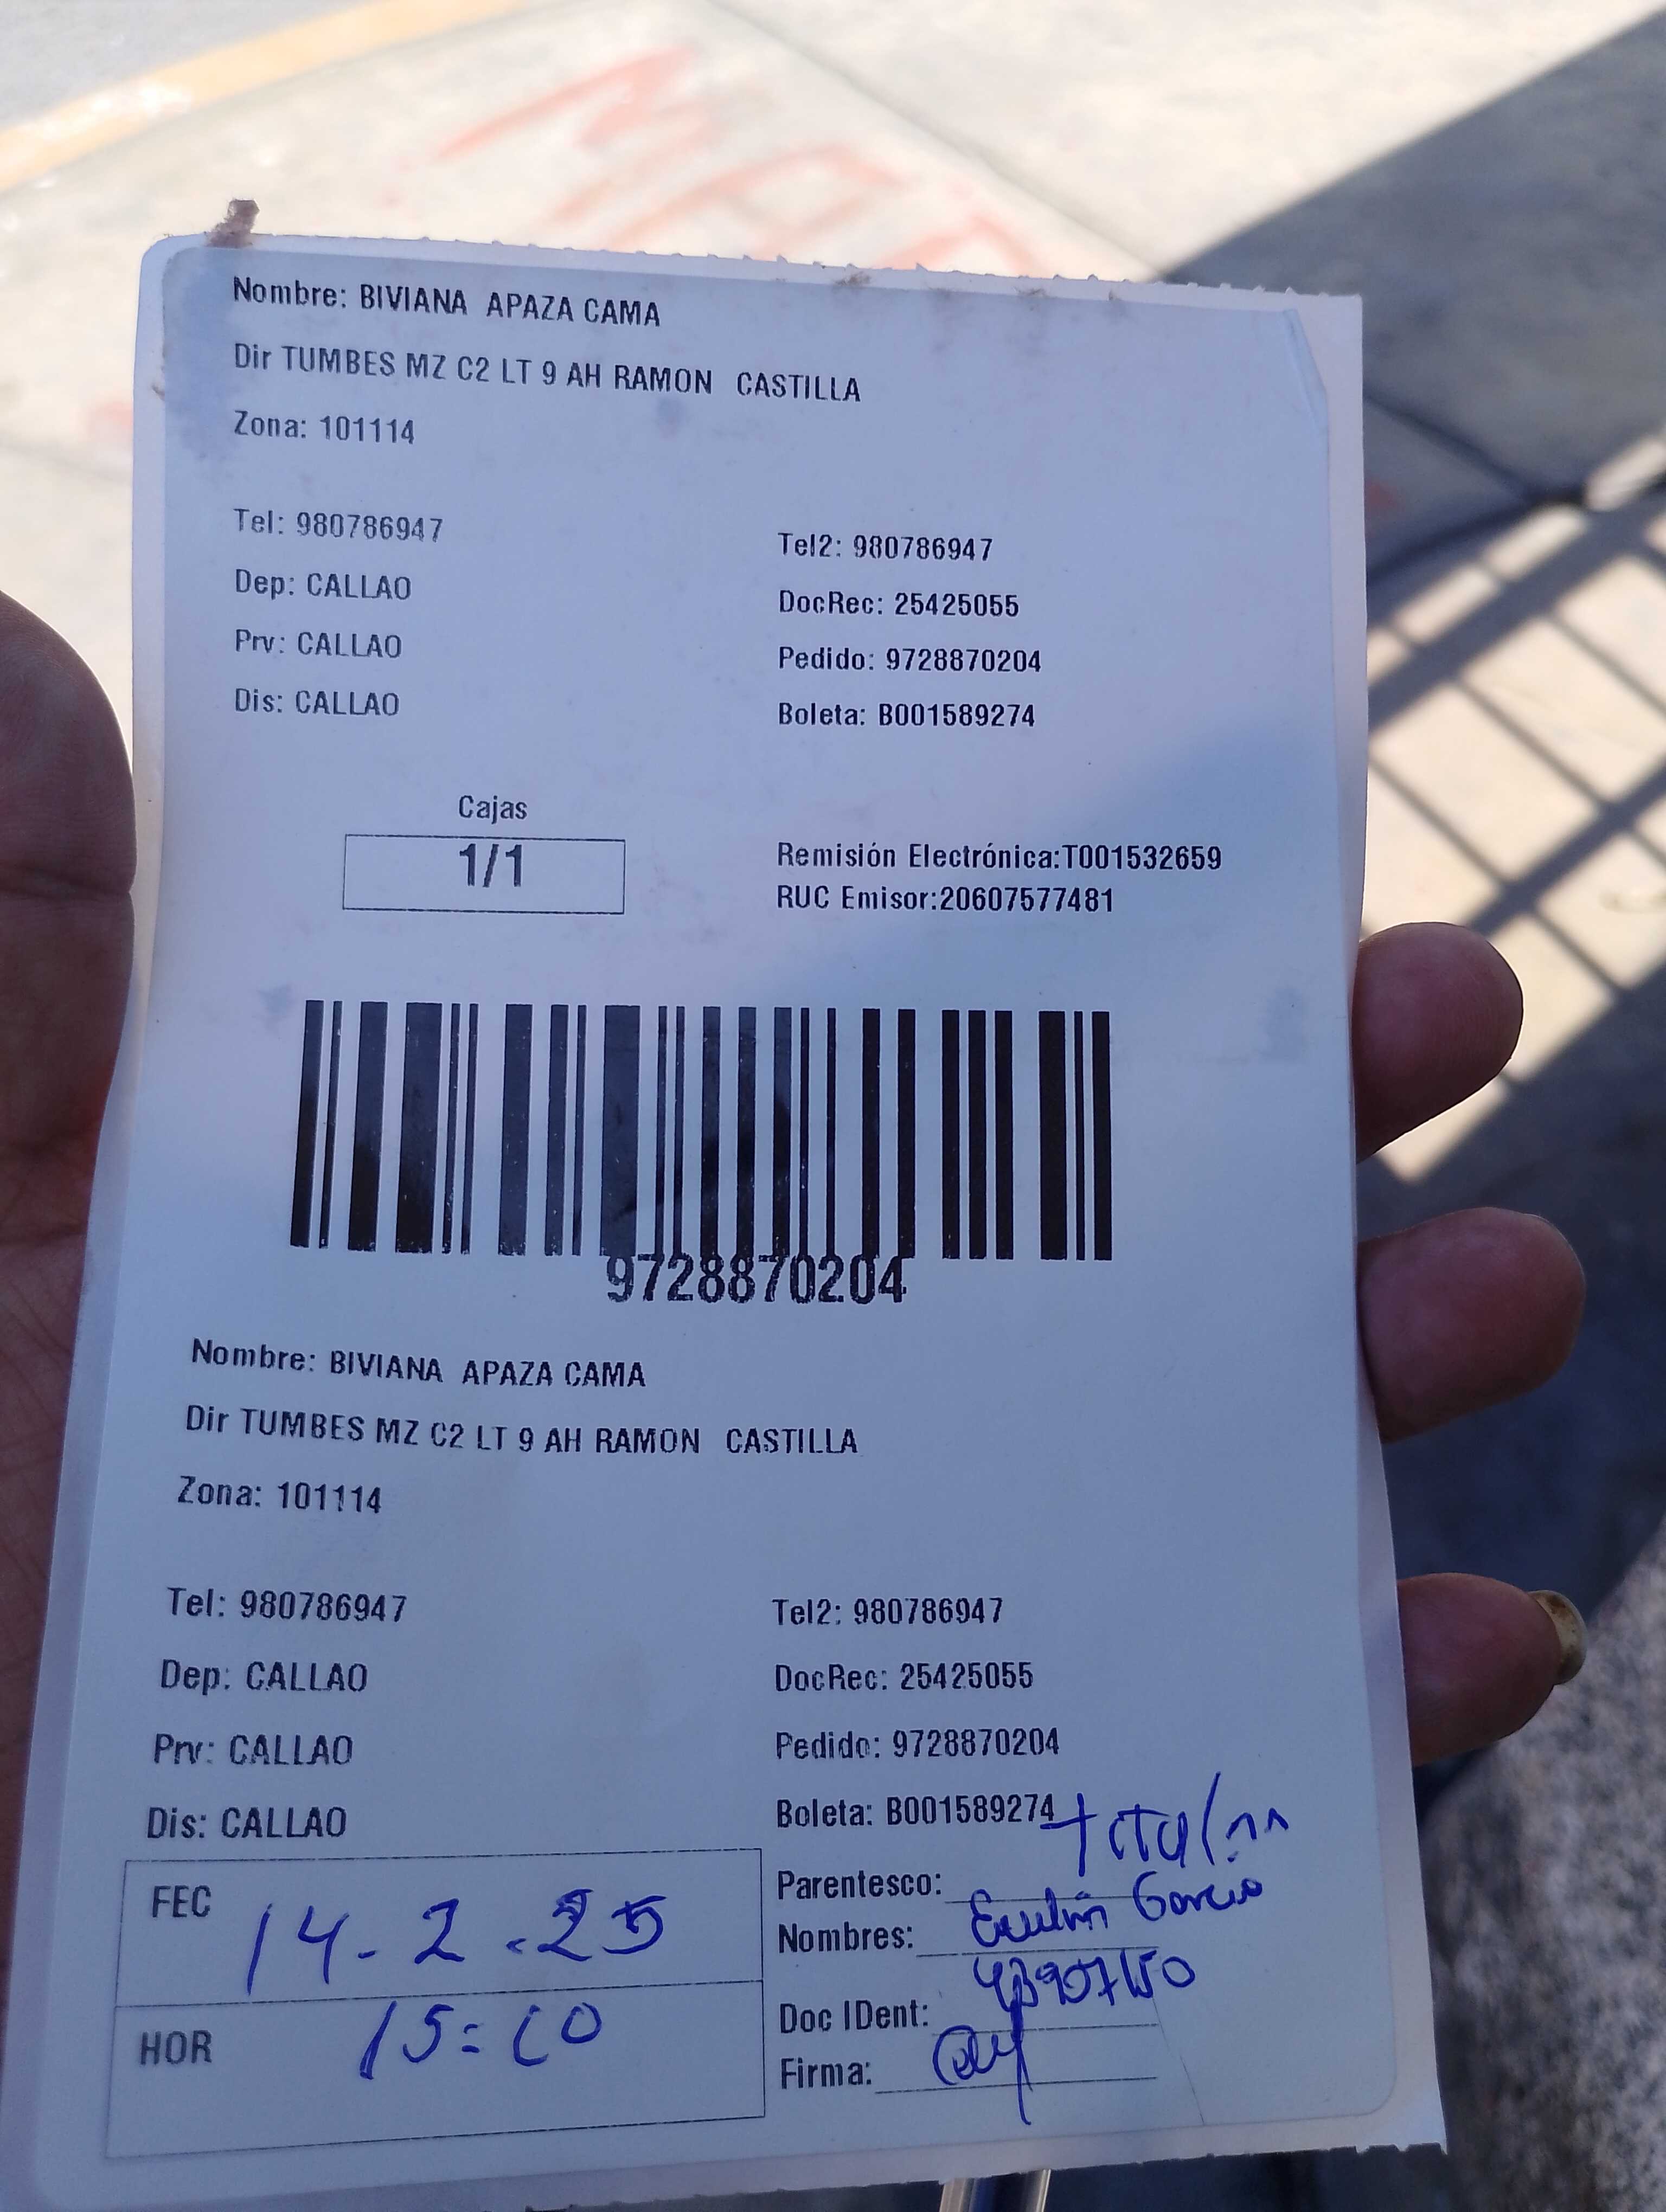 Nombre: BIVIANA APAZA CAMA
Dir TUMBES MZ C2 LT 9 AH RAMON CASTILLA
Zona: 101114
Tel: 980786947
Tel2: 980786947
Dep: CALLAO
DocRec: 25425055
Prv: CALLAO
Pedido: 9728870204
Dis: CALLAO
Boleta: B001589274
Cajas
1/1
Remisión Electrónica:T001532659
RUC Emisor:20607577481
9728870204
Nombre: BIVIANA APAZA CAMA
Dir TUMBES MZ C2 LT 9 AH RAMON CASTILLA
Zona: 101114
Tel: 980786947
Tel2: 980786947
Dep: CALLAO
DocRec: 25425055
Prv: CALLAO
Pedido: 9728870204
Dis: CALLAO
Boleta: B001589274
FEC 14-2-25
HOR 15:
Parentesco:
Nombres: Garcia
Doc IDent:
Firma: